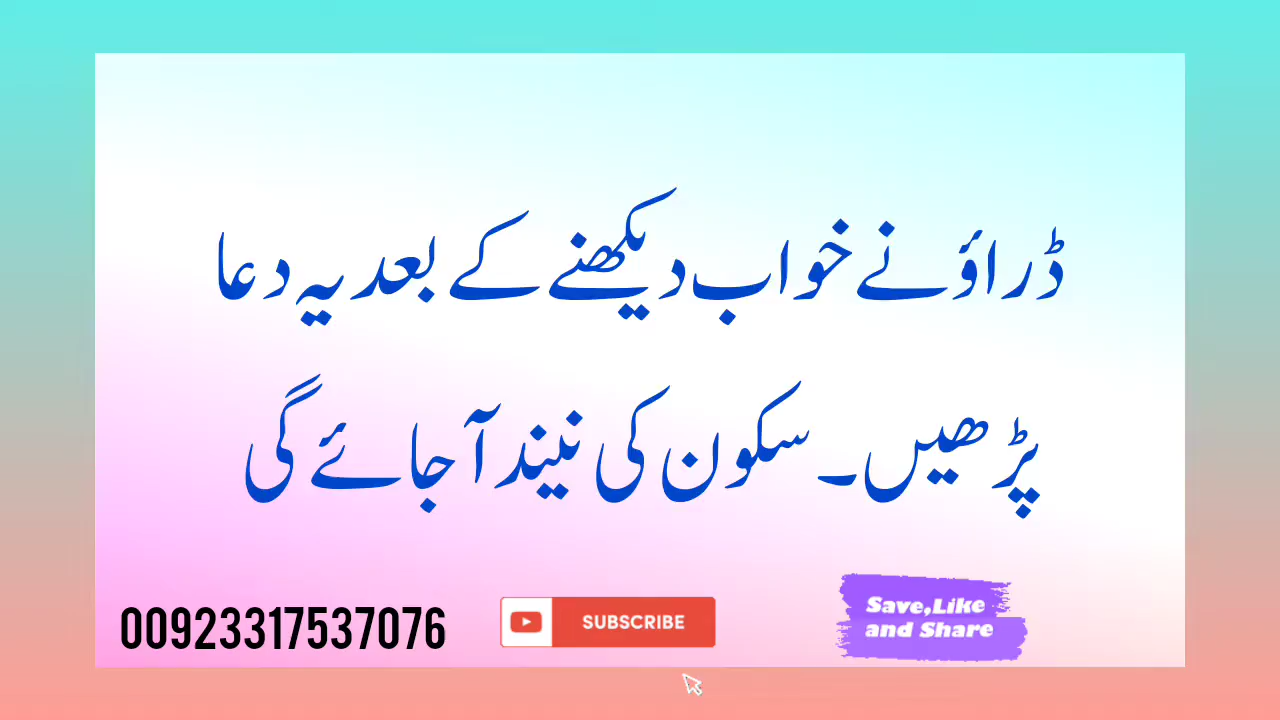 ڈراؤنے خواب دیکھنے کے بعد یہ دعا
پڑھیں۔ سکون کی نیند آجائے گی
00923317537076
SUBSCRIBE
Save,Like
and Share